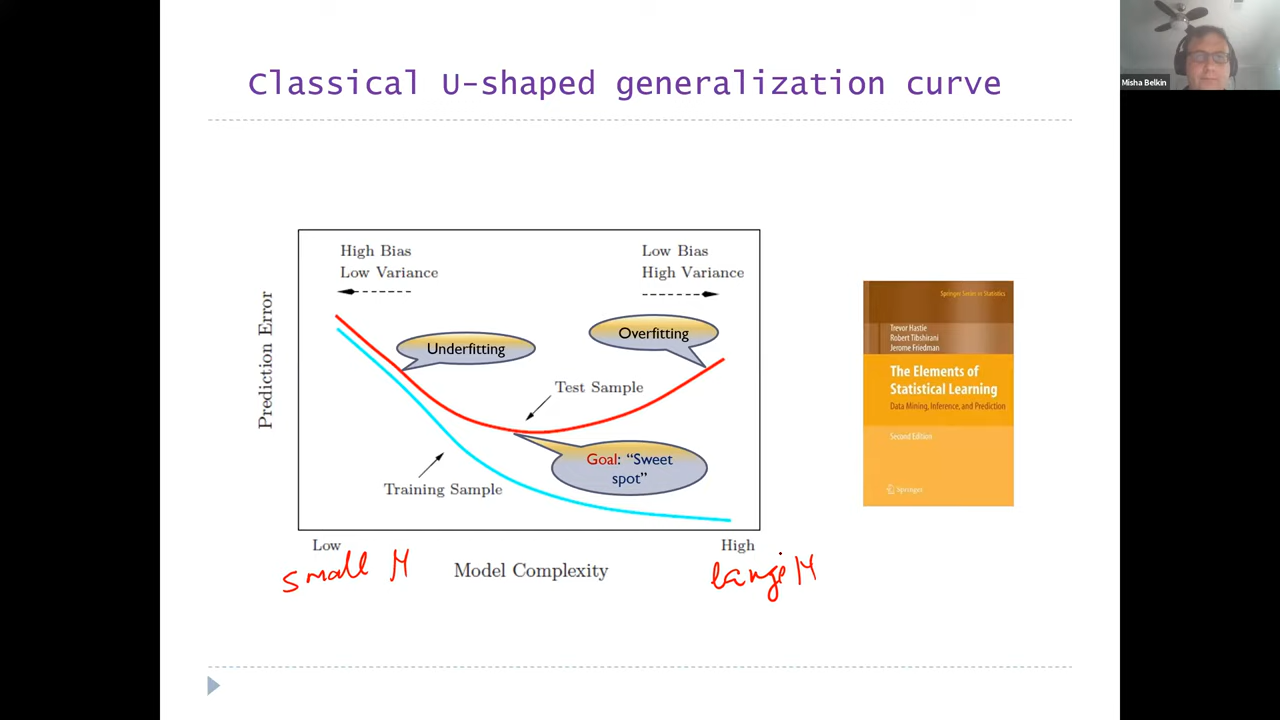 Misha Belkin
Classical U-shaped generalization curve
High Bias
Low Variance
Low Bias
High Variance
Prediction Error
Underfitting
Overfitting
Test Sample
Goal: “Sweet
spot”
Training Sample
Low
High
small H
large H
Model Complexity
Springer Series in Statistics
Trevor Hastie
Robert Tibshirani
Jerome Friedman
The Elements of
Statistical Learning
Data Mining, Inference, and Prediction
Second Edition
Springer